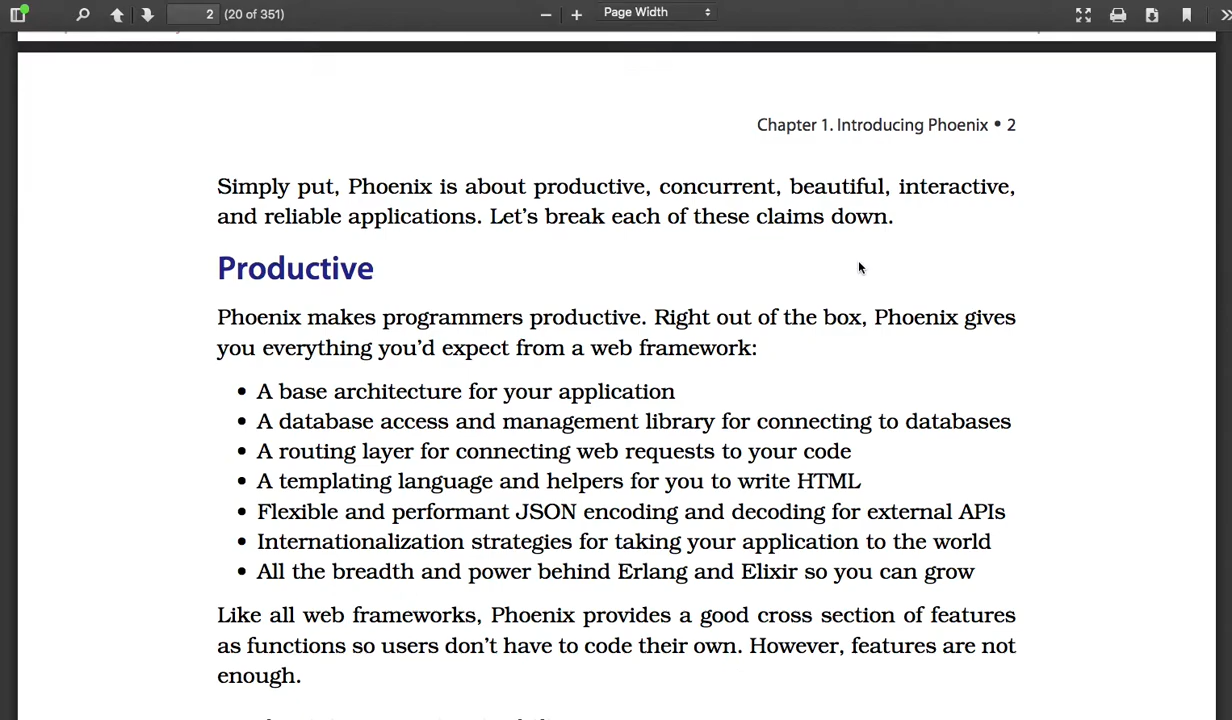 2 (20 of 351) Page Width
Chapter 1. Introducing Phoenix • 2
Simply put, Phoenix is about productive, concurrent, beautiful, interactive,
and reliable applications. Let’s break each of these claims down.
Productive
Phoenix makes programmers productive. Right out of the box, Phoenix gives
you everything you’d expect from a web framework:
• A base architecture for your application
• A database access and management library for connecting to databases
• A routing layer for connecting web requests to your code
• A templating language and helpers for you to write HTML
• Flexible and performant JSON encoding and decoding for external APIs
• Internationalization strategies for taking your application to the world
• All the breadth and power behind Erlang and Elixir so you can grow
Like all web frameworks, Phoenix provides a good cross section of features
as functions so users don’t have to code their own. However, features are not
enough.